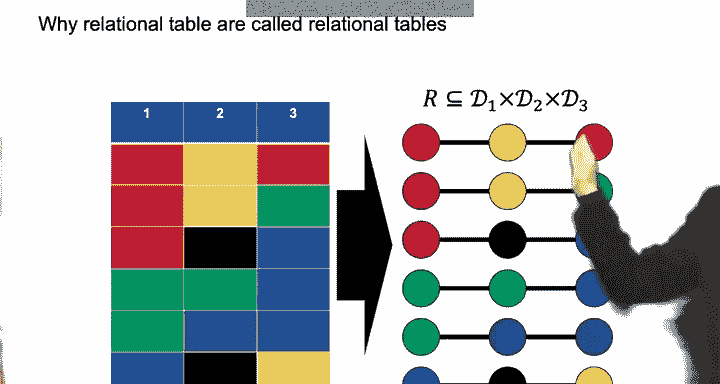 Why relational table are called relational tables
1 2 3
R ⊆ 𝒟₁×𝒟₂×𝒟₃